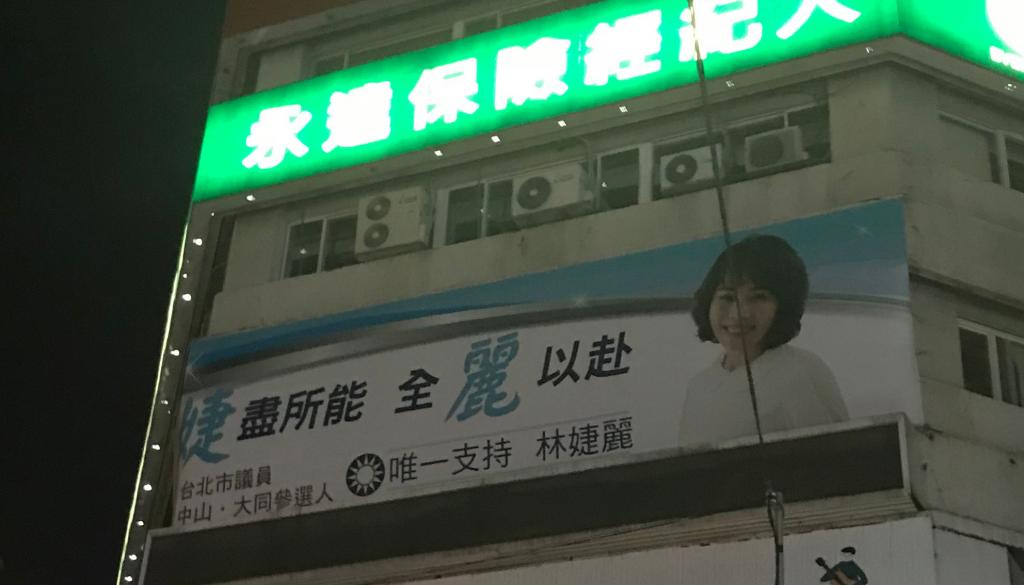 永達保險經紀人
婕盡所能 全麗以赴
台北市議員
中山・大同參選人
唯一支持 林婕麗